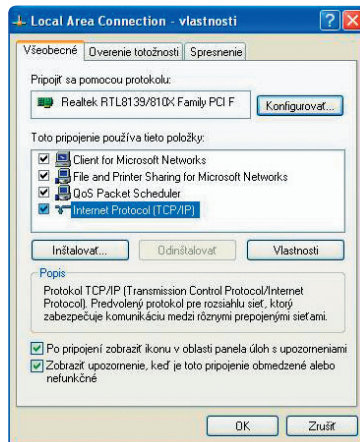 Local Area Connection - vlastnosti
Všeobecné Overenie totožnosti Spresnenie
Pripojiť sa pomocou protokolu:
Realtek RTL8139/810X Family PCI F Konfigurovať...
Toto pripojenie používa tieto položky:
Client for Microsoft Networks
File and Printer Sharing for Microsoft Networks
QoS Packet Scheduler
Internet Protocol (TCP/IP)
Inštalovať... Odinštalovať Vlastnosti
Popis
Protokol TCP/IP (Transmission Control Protocol/Internet
Protocol). Predvolený protokol pre rozsiahlu sieť, ktorý
zabezpečuje komunikáciu medzi rôznymi prepojenými sieťami.
Po pripojení zobraziť ikonu v oblasti panela úloh s upozorneniami
Zobraziť upozornenie, keď je toto pripojenie obmedzené alebo
nefunkčné
OK Zrušiť